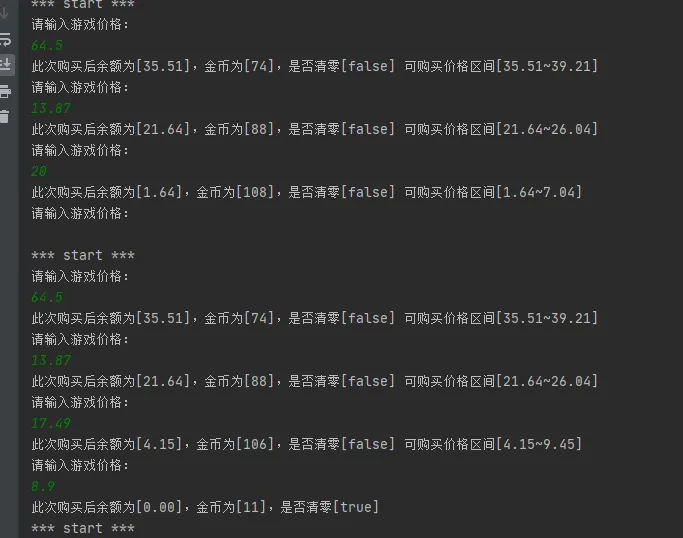 *** start ***
请输入游戏价格:
64.5
此次购买后余额为[35.51]，金币为[74]，是否清零[false] 可购买价格区间[35.51~39.21]
请输入游戏价格:
13.87
此次购买后余额为[21.64]，金币为[88]，是否清零[false] 可购买价格区间[21.64~26.04]
请输入游戏价格:
20
此次购买后余额为[1.64]，金币为[108]，是否清零[false] 可购买价格区间[1.64~7.04]
请输入游戏价格:
*** start ***
请输入游戏价格:
64.5
此次购买后余额为[35.51]，金币为[74]，是否清零[false] 可购买价格区间[35.51~39.21]
请输入游戏价格:
13.87
此次购买后余额为[21.64]，金币为[88]，是否清零[false] 可购买价格区间[21.64~26.04]
请输入游戏价格:
17.49
此次购买后余额为[4.15]，金币为[106]，是否清零[false] 可购买价格区间[4.15~9.45]
请输入游戏价格:
8.9
此次购买后余额为[0.00]，金币为[11]，是否清零[true]
*** start ***